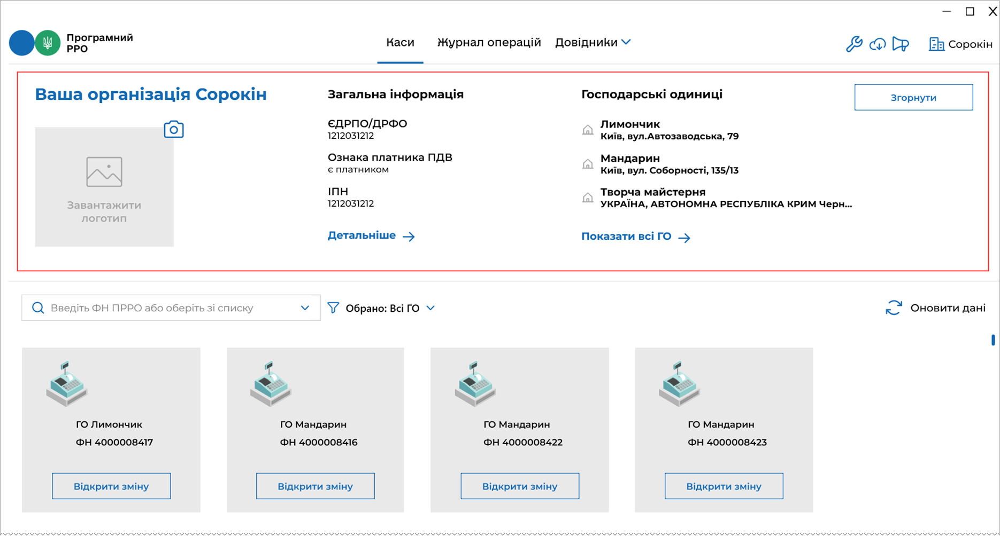 Програмний
РРО
Каси
Журнал операцій
Довідники
Сорокін
Ваша організація Сорокін
Завантажити
логотип
Загальна інформація
ЄДРПО/ДРФО
1212031212
Ознака платника ПДВ
є платником
ІПН
1212031212
Детальніше
Господарські одиниці
Лимончик
Київ, вул.Автозаводська, 79
Мандарин
Київ, вул. Соборності, 135/13
Творча майстерня
УКРАЇНА, АВТОНОМНА РЕСПУБЛІКА КРИМ Черн...
Показати всі ГО
Згорнути
Введіть ФН ПРРО або оберіть зі списку
Обрано: Всі ГО
Оновити дані
ГО Лимончик
ФН 4000008417
Відкрити зміну
ГО Мандарин
ФН 4000008416
Відкрити зміну
ГО Мандарин
ФН 4000008422
Відкрити зміну
ГО Мандарин
ФН 4000008423
Відкрити зміну